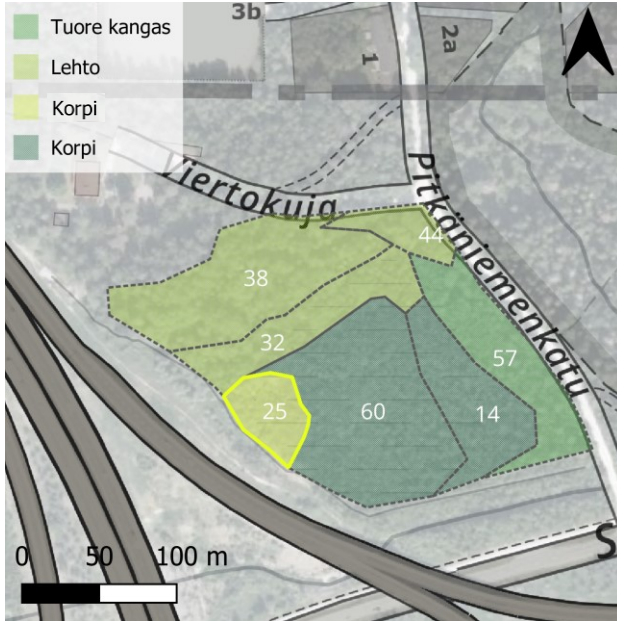 Tuore kangas
Lehto
Korpi
Korpi
3b
1
2a
Viertokuja
Pitkäniemenkatu
44
38
32
57
25
60
14
0 50 100 m
S